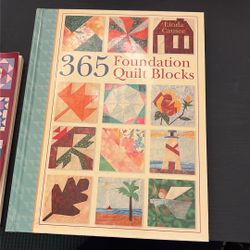 Linda
Causee
365 Foundation
Quilt Blocks